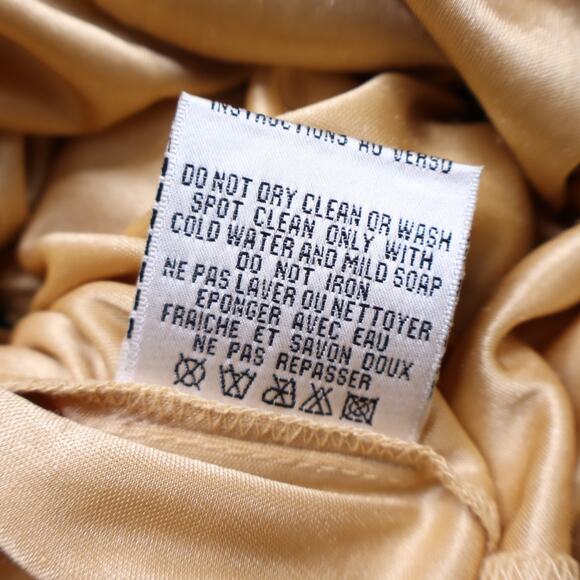 INSTRUCTIONS AU VERSO
DO NOT DRY CLEAN OR WASH
SPOT CLEAN ONLY WITH
COLD WATER AND MILD SOAP
DO NOT IRON
NE PAS LAVER OU NETTOYER
EPONGER AVEC EAU
FRAICHE ET SAVON DOUX
NE PAS REPASSER